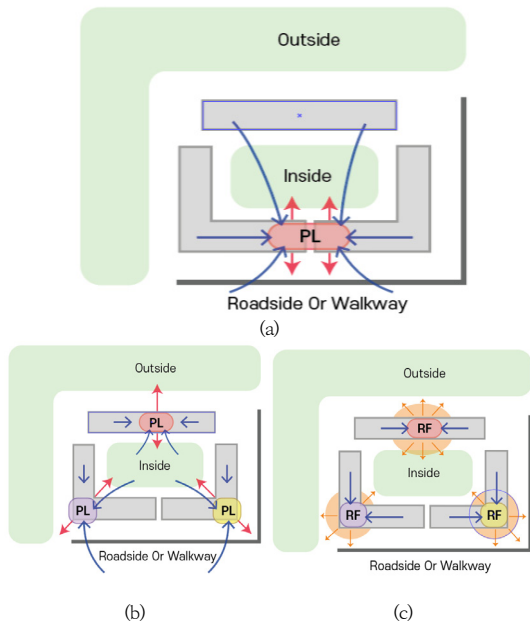 Outside
Inside
PL
Roadside Or Walkway
(a)
Outside
PL
Inside
PL
PL
Roadside Or Walkway
(b)
Outside
RF
Inside
RF
RF
Roadside Or Walkway
(c)